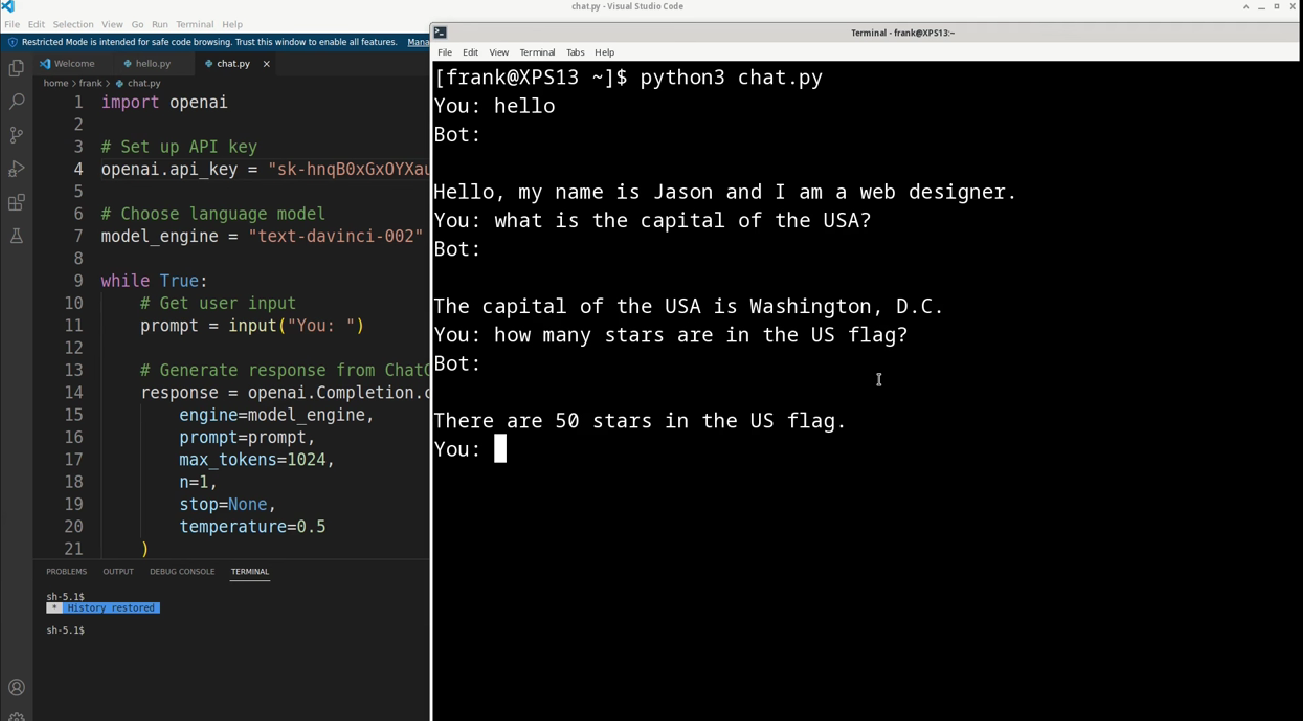 chat.py - Visual Studio Code
File Edit Selection View Go Run Terminal Help
Restricted Mode is intended for safe code browsing. Trust this window to enable all features.
Welcome hello.py chat.py
home > frank > chat.py
1 import openai
2
3 # Set up API key
4 openai.api_key =
5
6 # Choose language model
7 model_engine = "text-davinci-002"
8
9 while True:
10 # Get user input
11 prompt = input("You: ")
12
13 # Generate response from
14 response = openai.Completion.
15 engine=model_engine,
16 prompt=prompt,
17 max_tokens=1024,
18 n=1,
19 stop=None,
20 temperature=0.5
21 )
PROBLEMS OUTPUT DEBUG CONSOLE TERMINAL
sh-5.1$
* History restored
sh-5.1$
Terminal - frank@XPS13:~
File Edit View Terminal Tabs Help
[frank@XPS13 ~]$ python3 chat.py
You: hello
Bot:
Hello, my name is Jason and I am a web designer.
You: what is the capital of the USA?
Bot:
The capital of the USA is Washington, D.C.
You: how many stars are in the US flag?
Bot:
There are 50 stars in the US flag.
You: